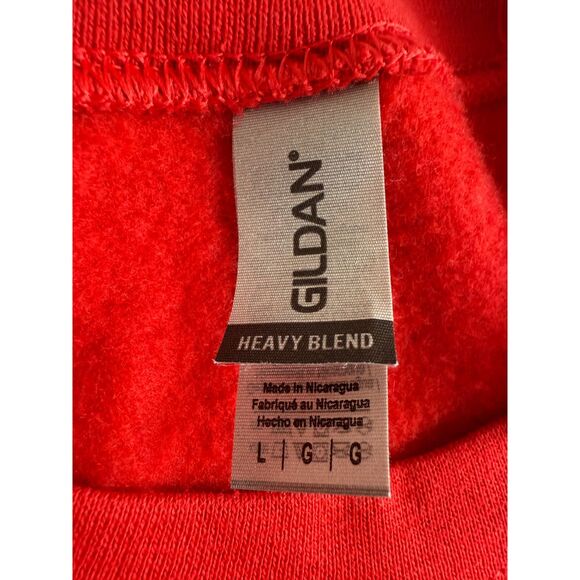 GILDAN®
HEAVY BLEND
Made in Nicaragua
Fabriqué au Nicaragua
Hecho en Nicaragua
L | G | G